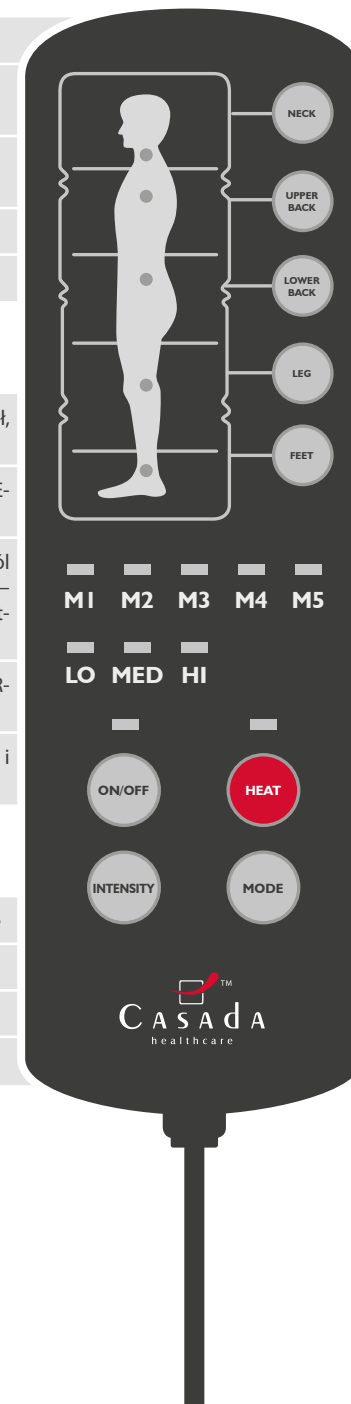 NECK
UPPER
BACK
LOWER
BACK
LEG
FEET
M1 M2 M3 M4 M5
LO MED HI
ON/OFF HEAT
INTENSITY MODE
TM
CASAdA
healthcare
i